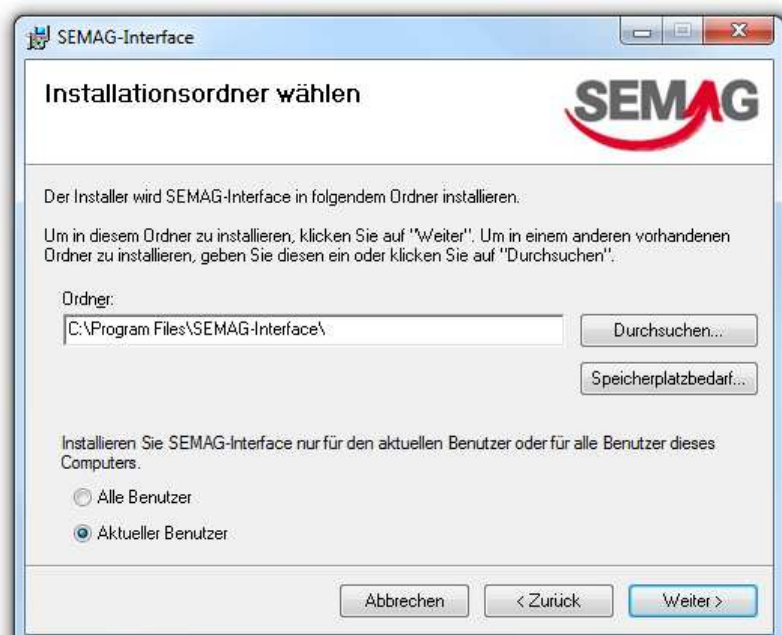 SEMAG-Interface
Installationsordner wählen
SEMAG
Der Installer wird SEMAG-Interface in folgendem Ordner installieren.
Um in diesem Ordner zu installieren, klicken Sie auf "Weiter". Um in einem anderen vorhandenen
Ordner zu installieren, geben Sie diesen ein oder klicken Sie auf "Durchsuchen".
Ordner:
C:\Program Files\SEMAG-Interface\
Durchsuchen...
Speicherplatzbedarf...
Installieren Sie SEMAG-Interface nur für den aktuellen Benutzer oder für alle Benutzer dieses
Computers.
Alle Benutzer
Aktueller Benutzer
Abbrechen
< Zurück
Weiter >